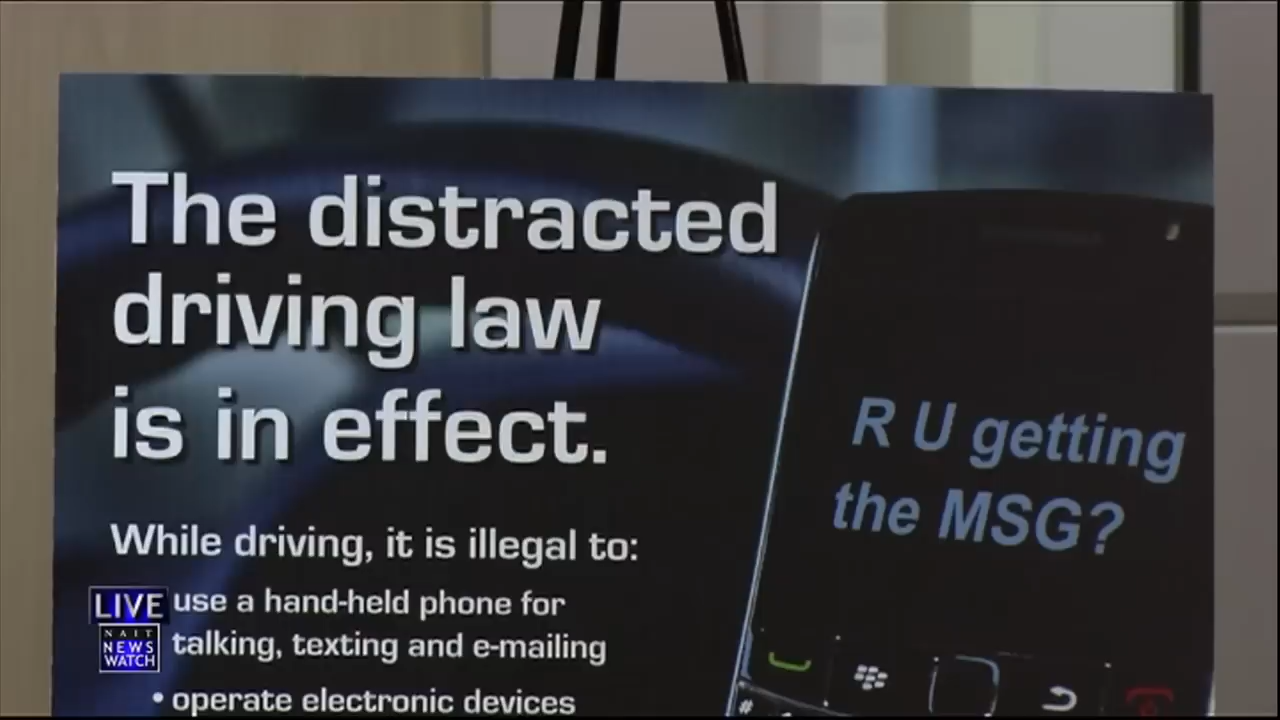 The distracted
driving law
is in effect.
While driving, it is illegal to:
use a hand-held phone for
talking, texting and e-mailing
• operate electronic devices
R U getting
the MSG?
#
LIVE
NAIT
NEWS
WATCH